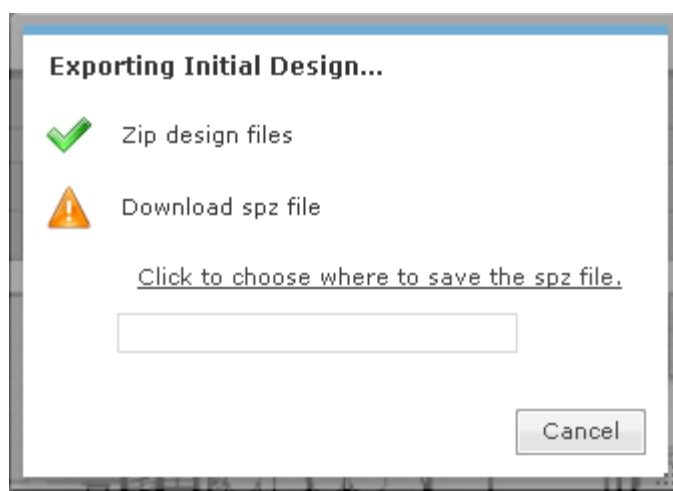 Exporting Initial Design...
Zip design files
Download spz file
Click to choose where to save the spz file.
Cancel